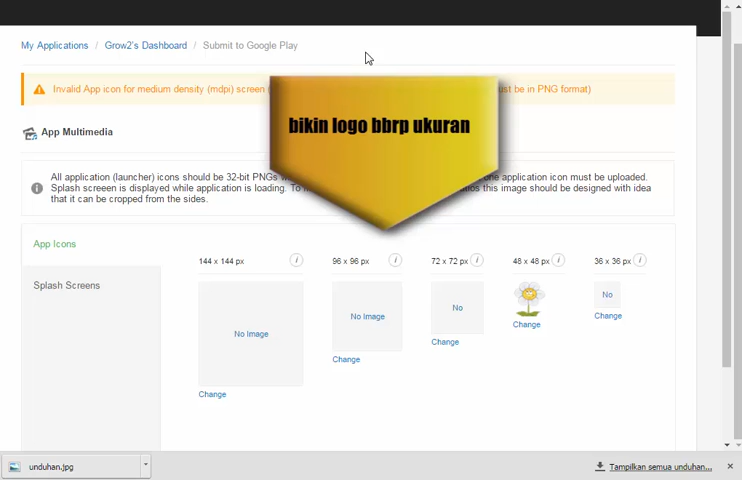 My Applications / Grow2's Dashboard / Submit to Google Play
Invalid App icon for medium density (mdpi) screen ( ust be in PNG format)
bikin logo bbrp ukuran
App Multimedia
All application (launcher) icons should be 32-bit PNGs one application icon must be uploaded.
Splash screeen is displayed while application is loading. To this image should be designed with idea
that it can be cropped from the sides.
App Icons
Splash Screens
144 x 144 px
96 x 96 px
72 x 72 px
48 x 48 px
36 x 36 px
No Image
No Image
No
No
Change
Change
Change
Change
Change
unduhan.jpg
Tampilkan semua unduhan...